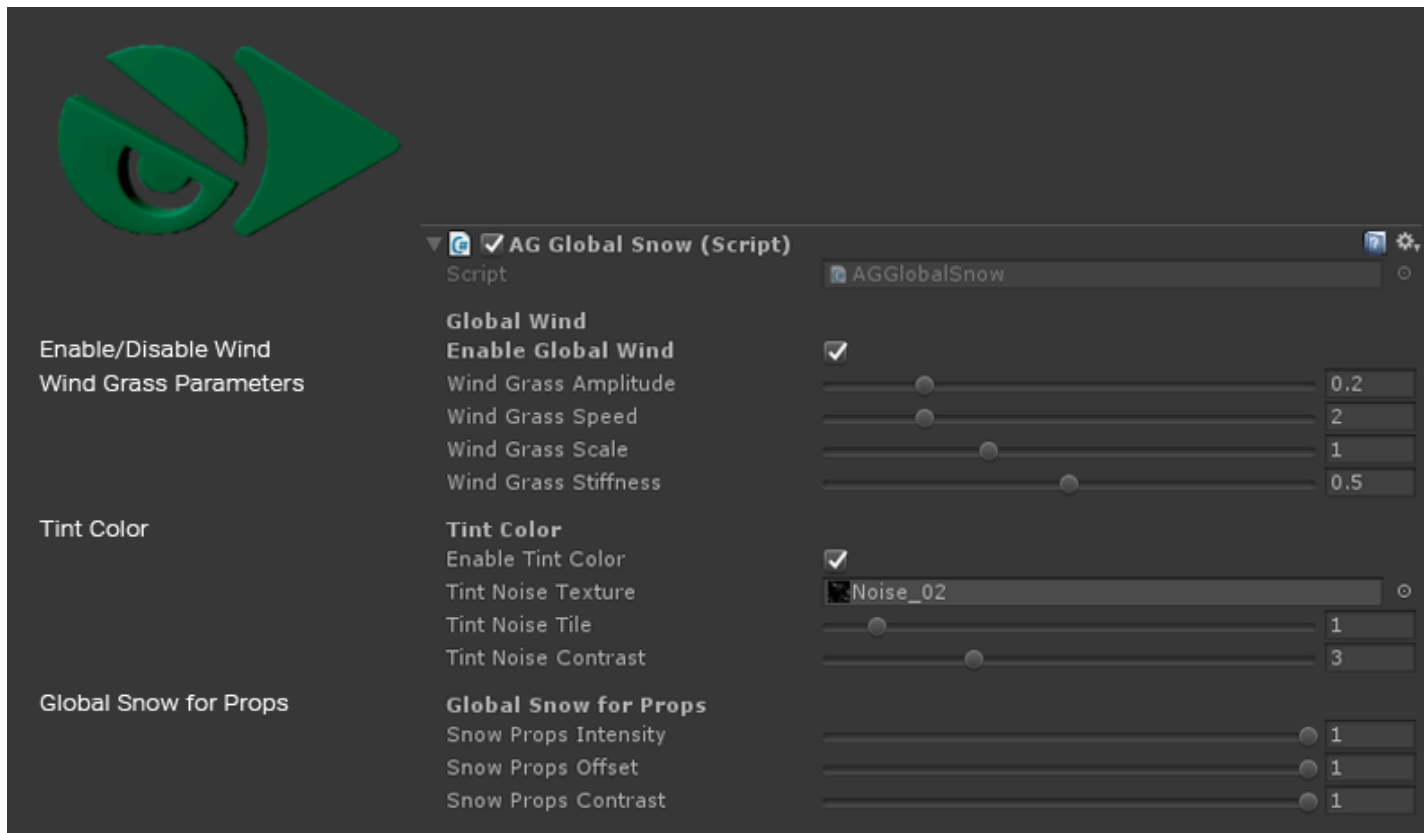 AG Global Snow (Script)
Script AGGlobalSnow
Global Wind
Enable/Disable Wind Enable Global Wind
Wind Grass Parameters Wind Grass Amplitude 0.2
Wind Grass Speed 2
Wind Grass Scale 1
Wind Grass Stiffness 0.5
Tint Color Tint Color
Enable Tint Color
Tint Noise Texture Noise_02
Tint Noise Tile 1
Tint Noise Contrast 3
Global Snow for Props Global Snow for Props
Snow Props Intensity 1
Snow Props Offset 1
Snow Props Contrast 1